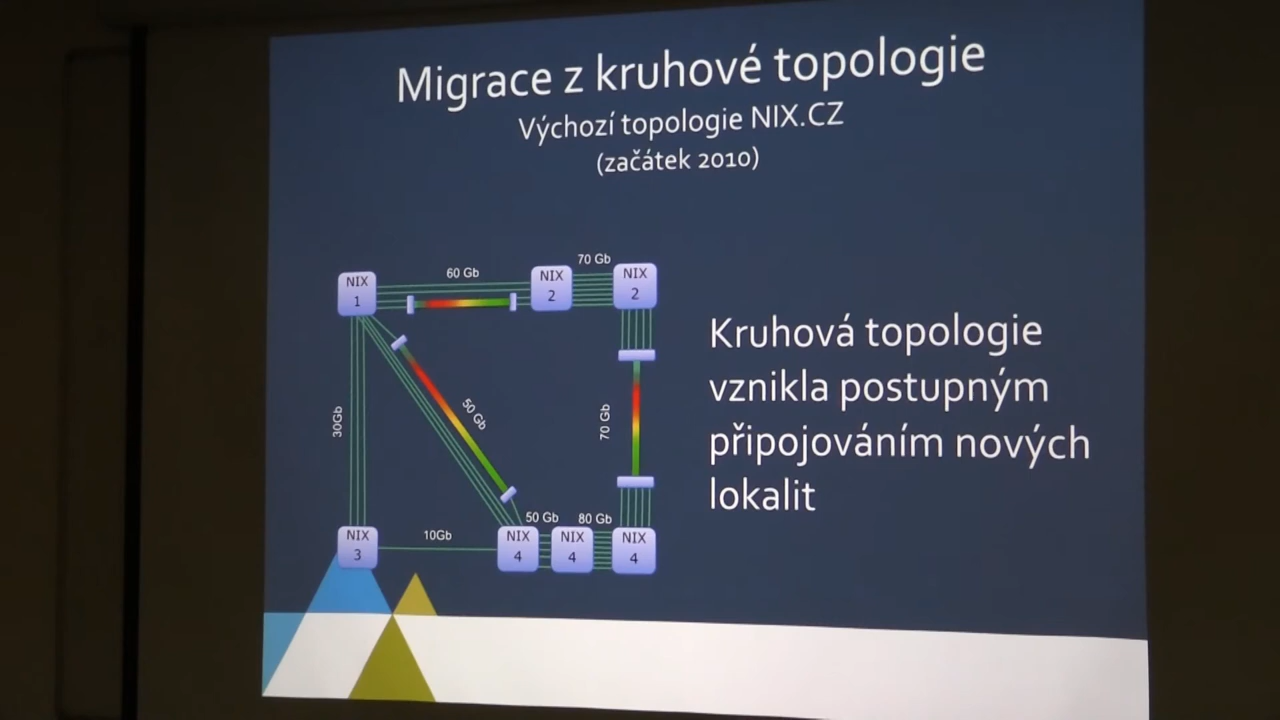 Migrace z kruhové topologie
Výchozí topologie NIX.CZ
(začátek 2010)
70 Gb
60 Gb
NIX
1
NIX
2
NIX
2
Kruhová topologie
vznikla postupným
připojováním nových
lokalit
30Gb
50 Gb
70 Gb
50 Gb
80 Gb
10Gb
NIX
3
NIX
4
NIX
4
NIX
4